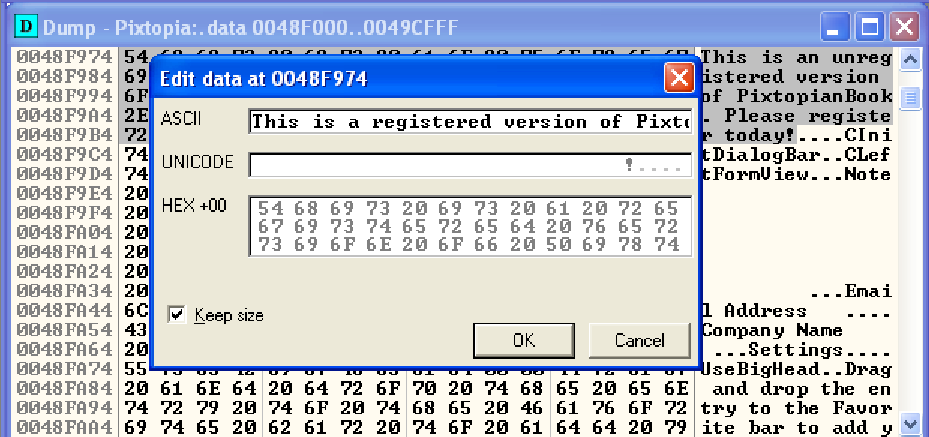 D Dump - Pixtopia:.data 0048F000..0049CFFF
0048F974 54 This is an unreg
0048F984 69 istered version
0048F994 6F of PixtopianBook
0048F9A4 2E . Please registe
0048F9B4 72 r today!....CIni
0048F9C4 74 tDialogBar..CLef
0048F9D4 74 tFormView...Note
0048F9E4 20
0048F9F4 20
0048FA04 20
0048FA14 20
0048FA24 20
0048FA34 20 ...Emai
0048FA44 6C l Address ....
0048FA54 43 Company Name
0048FA64 20 ...Settings....
0048FA74 UseBigHead..Drag
0048FA84 20 61 6E 64 20 64 72 6F 70 20 74 68 65 20 65 6E and drop the en
0048FA94 74 72 79 20 74 6F 20 74 68 65 20 46 61 76 6F 72 try to the Favor
0048FAA4 69 74 65 20 62 61 72 20 74 6F 20 61 64 64 20 79 ite bar to add y
Edit data at 0048F974
ASCII This is a registered version of Pixto
UNICODE !....
HEX +00 54 68 69 73 20 69 73 20 61 20 72 65
67 69 73 74 65 72 65 64 20 76 65 72
73 69 6F 6E 20 6F 66 20 50 69 78 74
Keep size
OK Cancel